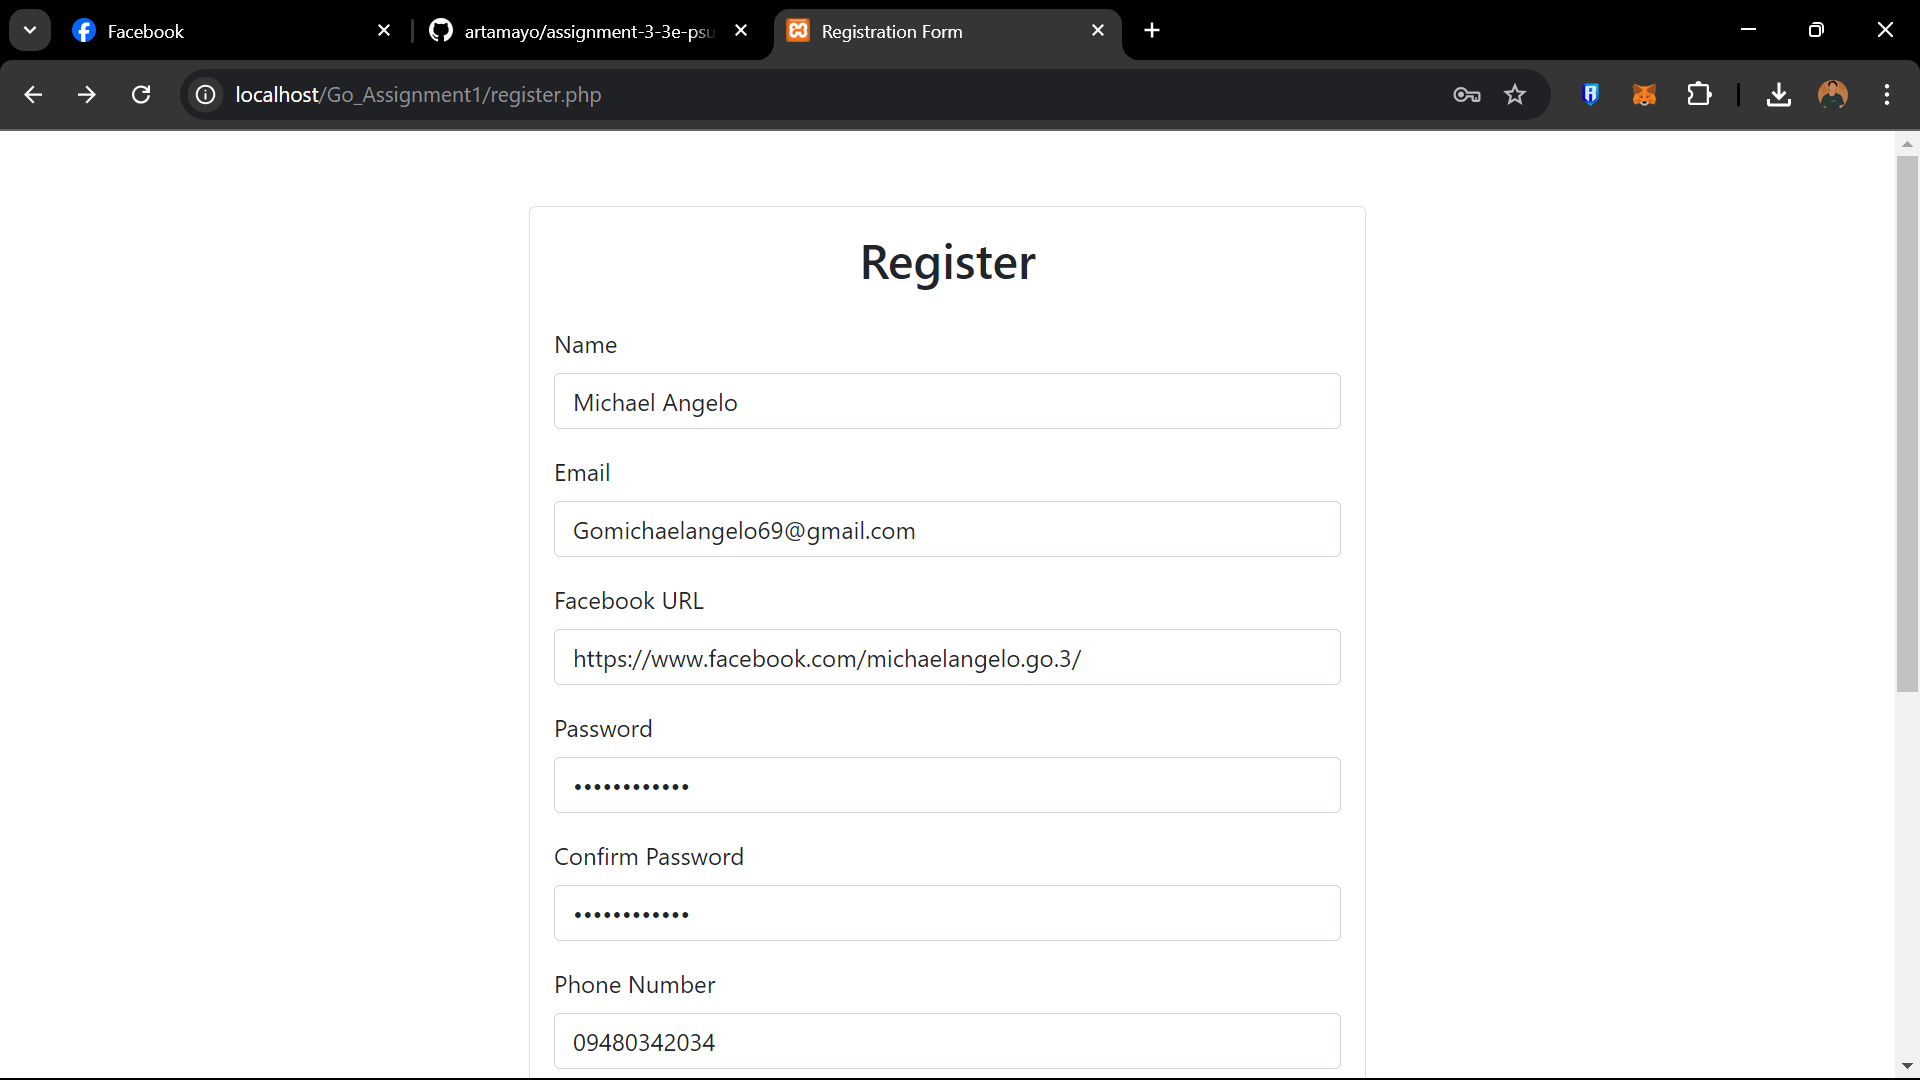 Facebook
artamayo/assignment-3-3e-psu
Registration Form
localhost/Go_Assignment1/register.php
Register
Name
Michael Angelo
Email
Gomichaelangelo69@gmail.com
Facebook URL
https://www.facebook.com/michaelangelo.go.3/
Password
••••••••••••
Confirm Password
••••••••••••
Phone Number
09480342034